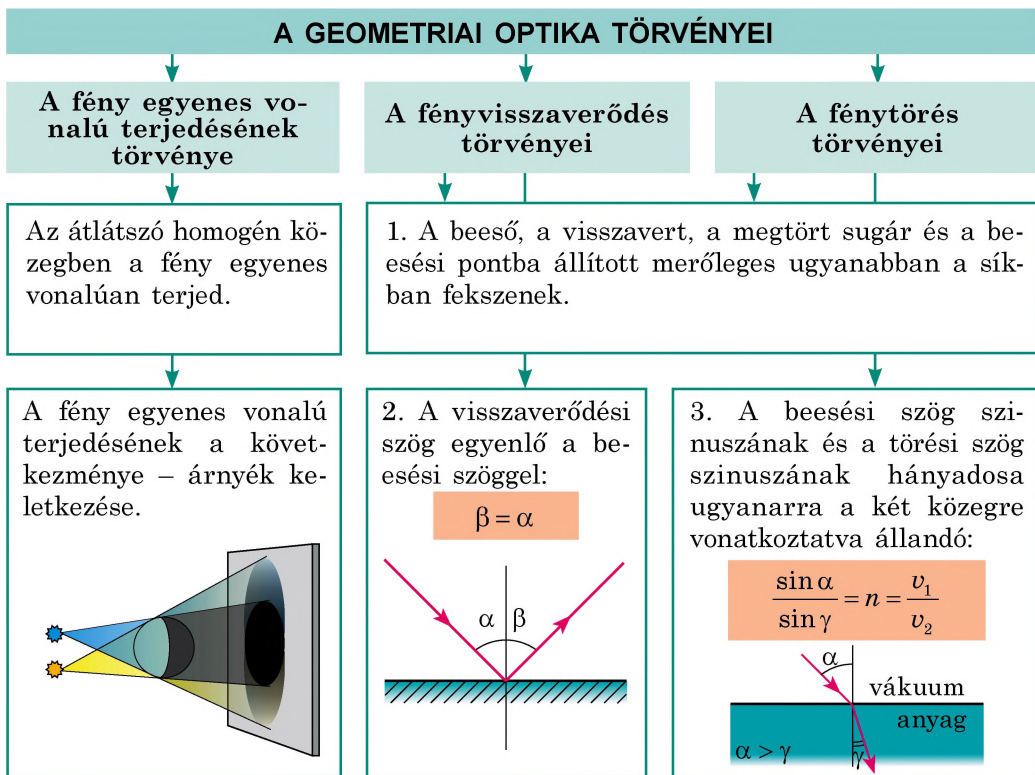 A GEOMETRIAI OPTIKA TÖRVÉNYEI
A fény egyenes vo-
nalú terjedésének
törvénye
A fényvisszaverődés
törvényei
A fénytörés
törvényei
Az átlátszó homogén kö-
zegben a fény egyenes
vonalúan terjed.
1. A beeső, a visszavert, a megtört sugár és a be-
esési pontba állított merőleges ugyanabban a sík-
ban fekszenek.
A fény egyenes vonalú
terjedésének a követ-
kezménye – árnyék ke-
letkezése.
2. A visszaverődési
szög egyenlő a be-
esési szöggel:
β = α
α β
3. A beesési szög szi-
nuszának és a törési szög
szinuszának hányadosa
ugyanarra a két közegre
vonatkoztatva állandó:
sin α / sin γ = n = v₁ / v₂
α
vákuum
anyag
α > γ
γ